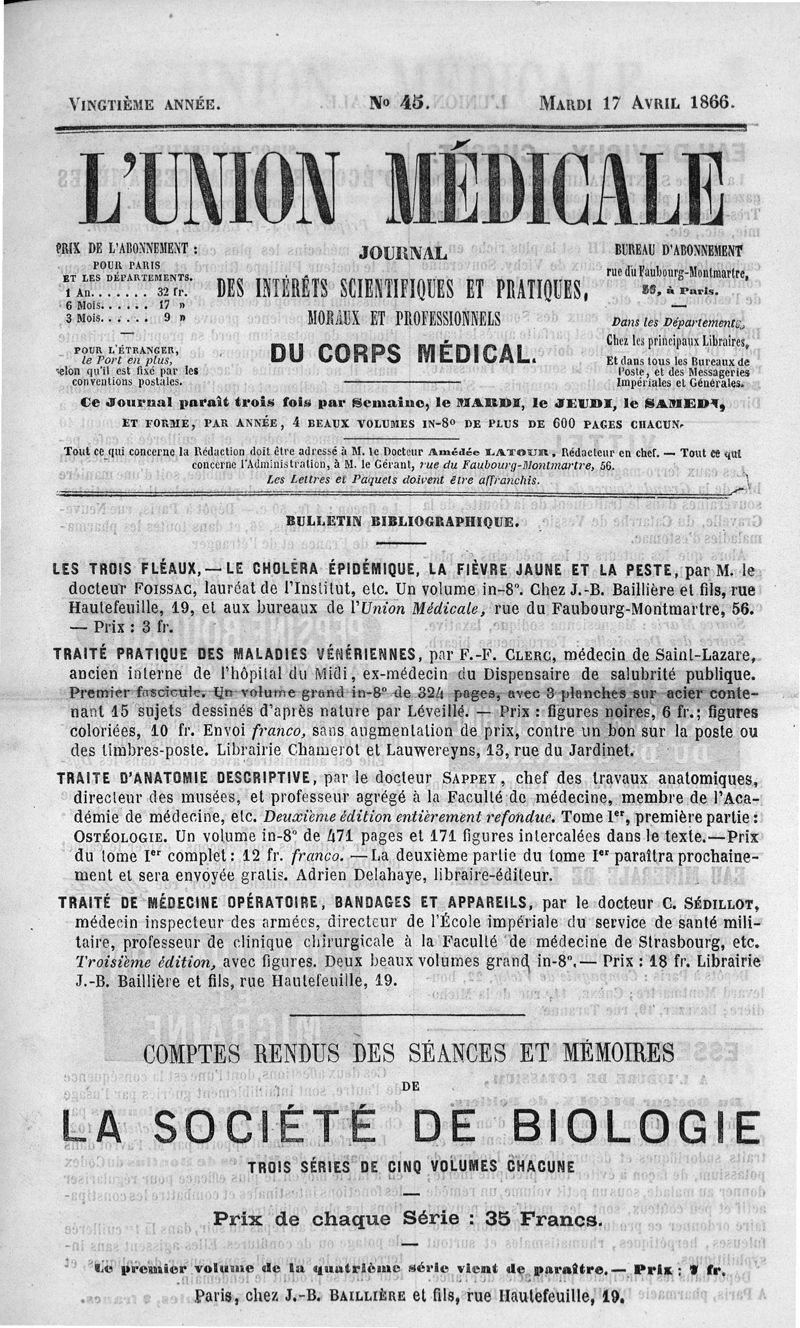 VINGTIÈME ANNÉE. No 45. MARDI 17 AVRIL 1866.
L'UNION MÉDICALE
PRIX DE L'ABONNEMENT :
POUR PARIS
ET LES DÉPARTEMENTS.
1 An....... 32 fr.
6 Mois...... 17 »
3 Mois...... 9 »
POUR L'ÉTRANGER,
le Port en plus,
selon qu'il est fixé par les
conventions postales.
JOURNAL
DES INTÉRÊTS SCIENTIFIQUES ET PRATIQUES,
MORAUX ET PROFESSIONNELS
DU CORPS MÉDICAL.
BUREAU D'ABONNEMENT
rue du Faubourg-Montmartre,
56, à Paris.
Dans les Départements,
Chez les principaux Libraires,
Et dans tous les Bureaux de
Poste, et des Messageries
Impériales et Générales.
Ce Journal paraît trois fois par Semaine, le MARDI, le JEUDI, le SAMEDI,
ET FORME, PAR ANNÉE, 4 BEAUX VOLUMES IN-8o DE PLUS DE 600 PAGES CHACUN.
Tout ce qui concerne la Rédaction doit être adressé à M. le Docteur Amédée LATOUR, Rédacteur en chef. — Tout ce qui
concerne l'Administration, à M. le Gérant, rue du Faubourg-Montmartre, 56.
Les Lettres et Paquets doivent être affranchis.
BULLETIN BIBLIOGRAPHIQUE.
LES TROIS FLÉAUX, — LE CHOLÉRA ÉPIDÉMIQUE, LA FIÈVRE JAUNE ET LA PESTE, par M. le
docteur FOISSAC, lauréat de l'Institut, etc. Un volume in-8°. Chez J.-B. Baillière et fils, rue
Hautefeuille, 19, et aux bureaux de l'Union Médicale, rue du Faubourg-Montmartre, 56.
— Prix : 3 fr.
TRAITÉ PRATIQUE DES MALADIES VÉNÉRIENNES, par F.-F. CLERC, médecin de Saint-Lazare,
ancien interne de l'hôpital du Midi, ex-médecin du Dispensaire de salubrité publique.
Premier fascicule. Un volume grand in-8° de 324 pages, avec 3 planches sur acier conte-
nant 15 sujets dessinés d'après nature par Léveillé. — Prix : figures noires, 6 fr.; figures
coloriées, 10 fr. Envoi franco, sans augmentation de prix, contre un bon sur la poste ou
des timbres-poste. Librairie Chamerot et Lauwereyns, 13, rue du Jardinet.
TRAITE D'ANATOMIE DESCRIPTIVE, par le docteur SAPPEY, chef des travaux anatomiques,
directeur des musées, et professeur agrégé à la Faculté de médecine, membre de l'Aca-
démie de médecine, etc. Deuxième édition entièrement refondue. Tome Ier, première partie :
OSTÉOLOGIE. Un volume in-8° de 471 pages et 171 figures intercalées dans le texte.—Prix
du tome Ier complet : 12 fr. franco. —La deuxième partie du tome Ier paraîtra prochaine-
ment et sera envoyée gratis. Adrien Delahaye, libraire-éditeur.
TRAITÉ DE MÉDECINE OPÉRATOIRE, BANDAGES ET APPAREILS, par le docteur C. SÉDILLOT,
médecin inspecteur des armées, directeur de l'École impériale du service de santé mili-
taire, professeur de clinique chirurgicale à la Faculté de médecine de Strasbourg, etc.
Troisième édition, avec figures. Deux beaux volumes grand in-8°.— Prix : 18 fr. Librairie
J.-B. Baillière et fils, rue Hautefeuille, 19.
COMPTES RENDUS DES SÉANCES ET MÉMOIRES
DE
LA SOCIÉTÉ DE BIOLOGIE
TROIS SÉRIES DE CINQ VOLUMES CHACUNE
Prix de chaque Série : 35 Francs.
Le premier volume de la quatrième série vient de paraître.— Prix : fr.
Paris, chez J.-B. BAILLIÈRE et fils, rue Hautefeuille, 19.